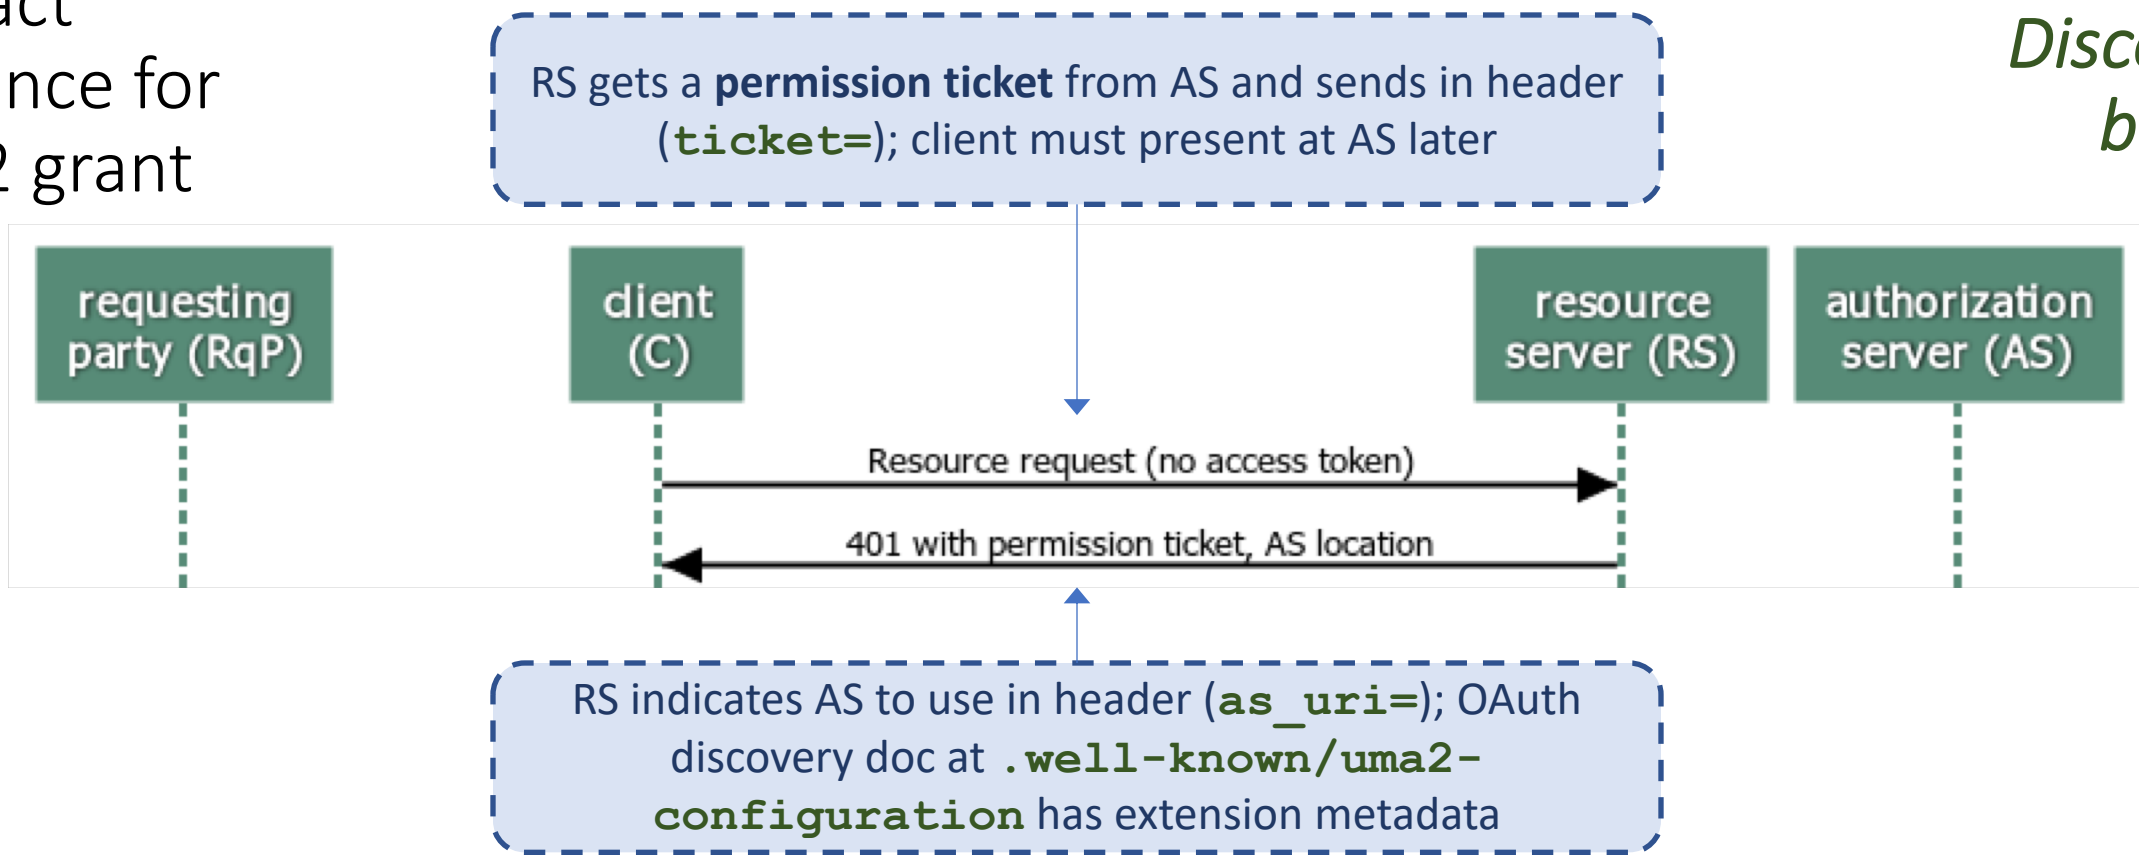 act
nce for
2 grant
RS gets a permission ticket from AS and sends in header
(ticket=); client must present at AS later
Disc
b
requesting
party (RqP)
client
(C)
resource
server (RS)
authorization
server (AS)
Resource request (no access token)
401 with permission ticket, AS location
RS indicates AS to use in header (as_uri=); OAuth
discovery doc at .well-known/uma2-
configuration has extension metadata